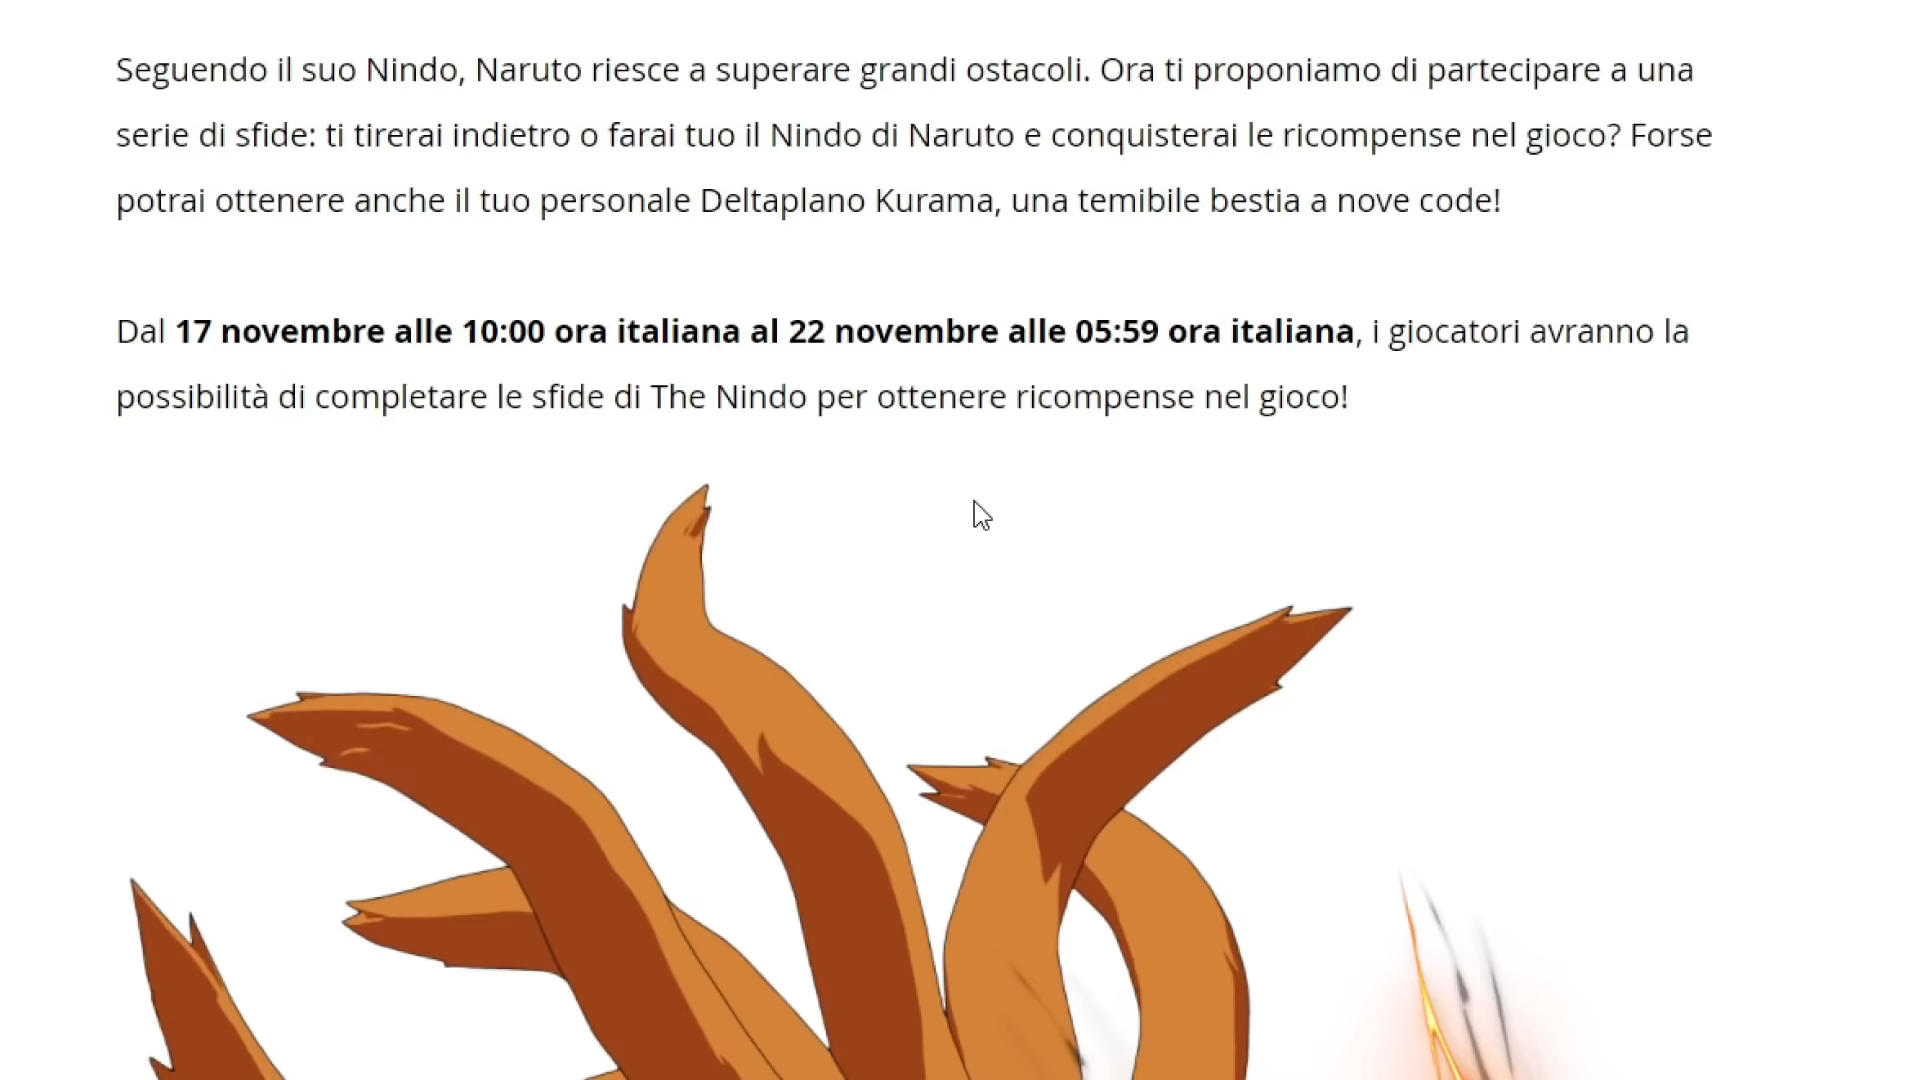 Seguendo il suo Nindo, Naruto riesce a superare grandi ostacoli. Ora ti proponiamo di partecipare a una
serie di sfide: ti tirerai indietro o farai tuo il Nindo di Naruto e conquisterai le ricompense nel gioco? Forse
potrai ottenere anche il tuo personale Deltaplano Kurama, una temibile bestia a nove code!
Dal 17 novembre alle 10:00 ora italiana al 22 novembre alle 05:59 ora italiana, i giocatori avranno la
possibilità di completare le sfide di The Nindo per ottenere ricompense nel gioco!